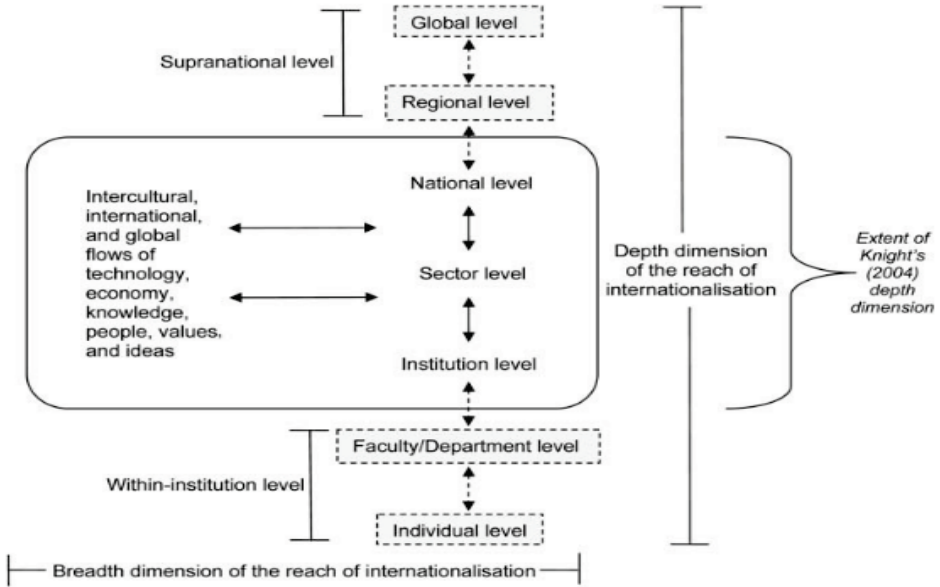 Global level
Supranational level
Regional level
National level
Intercultural,
international,
and global
flows of
technology,
economy,
knowledge,
people, values,
and ideas
Sector level
Institution level
Depth dimension
of the reach of
internationalisation
Extent of
Knight's
(2004)
depth
dimension
Faculty/Department level
Within-institution level
Individual level
Breadth dimension of the reach of internationalisation